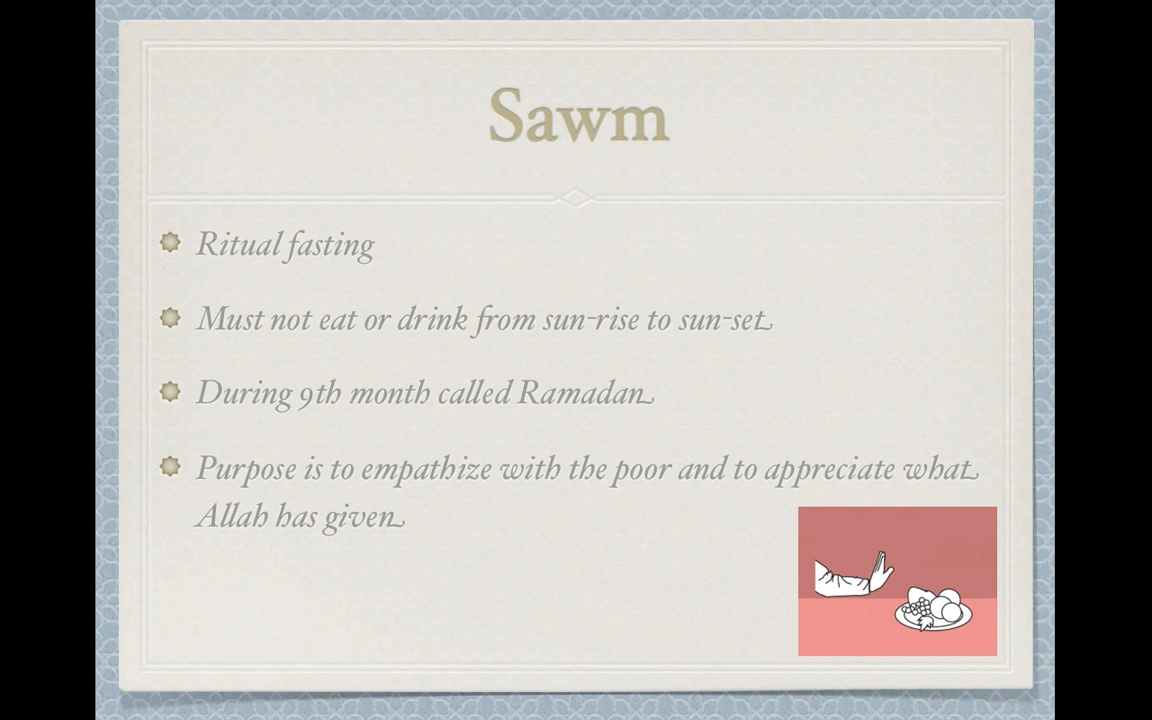 Sawm
Ritual fasting
Must not eat or drink from sun-rise to sun-set
During 9th month called Ramadan
Purpose is to empathize with the poor and to appreciate what
Allah has given